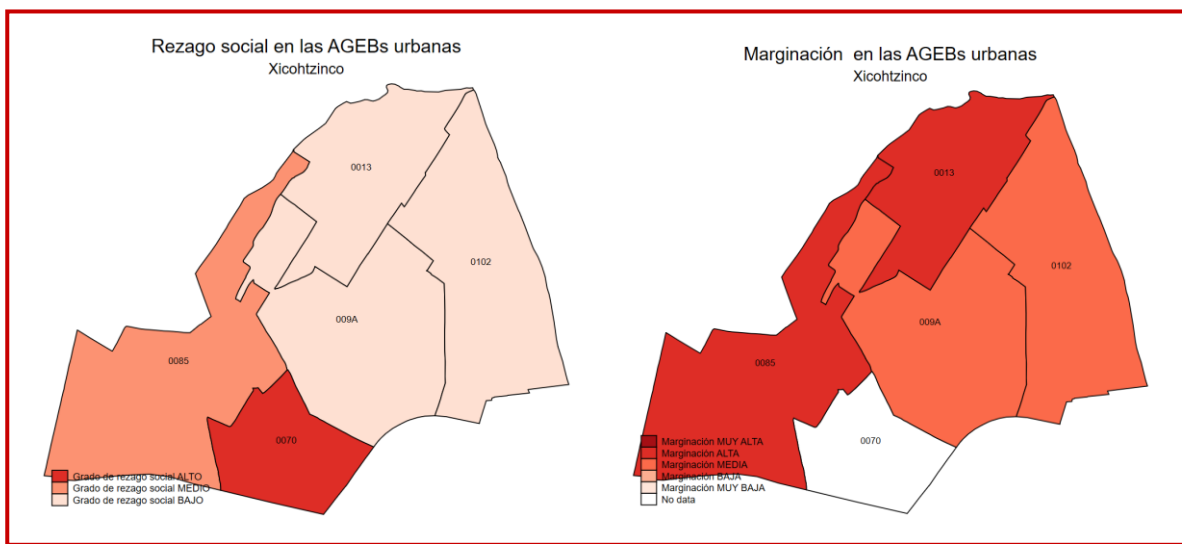 Rezago social en las AGEBs urbanas
Xicohtzinco
0013
0102
009A
0085
0070
Grado de rezago social ALTO
Grado de rezago social MEDIO
Grado de rezago social BAJO
Marginación en las AGEBs urbanas
Xicohtzinco
0013
0102
009A
0085
0070
Marginación MUY ALTA
Marginación ALTA
Marginación MEDIA
Marginación BAJA
Marginación MUY BAJA
No data